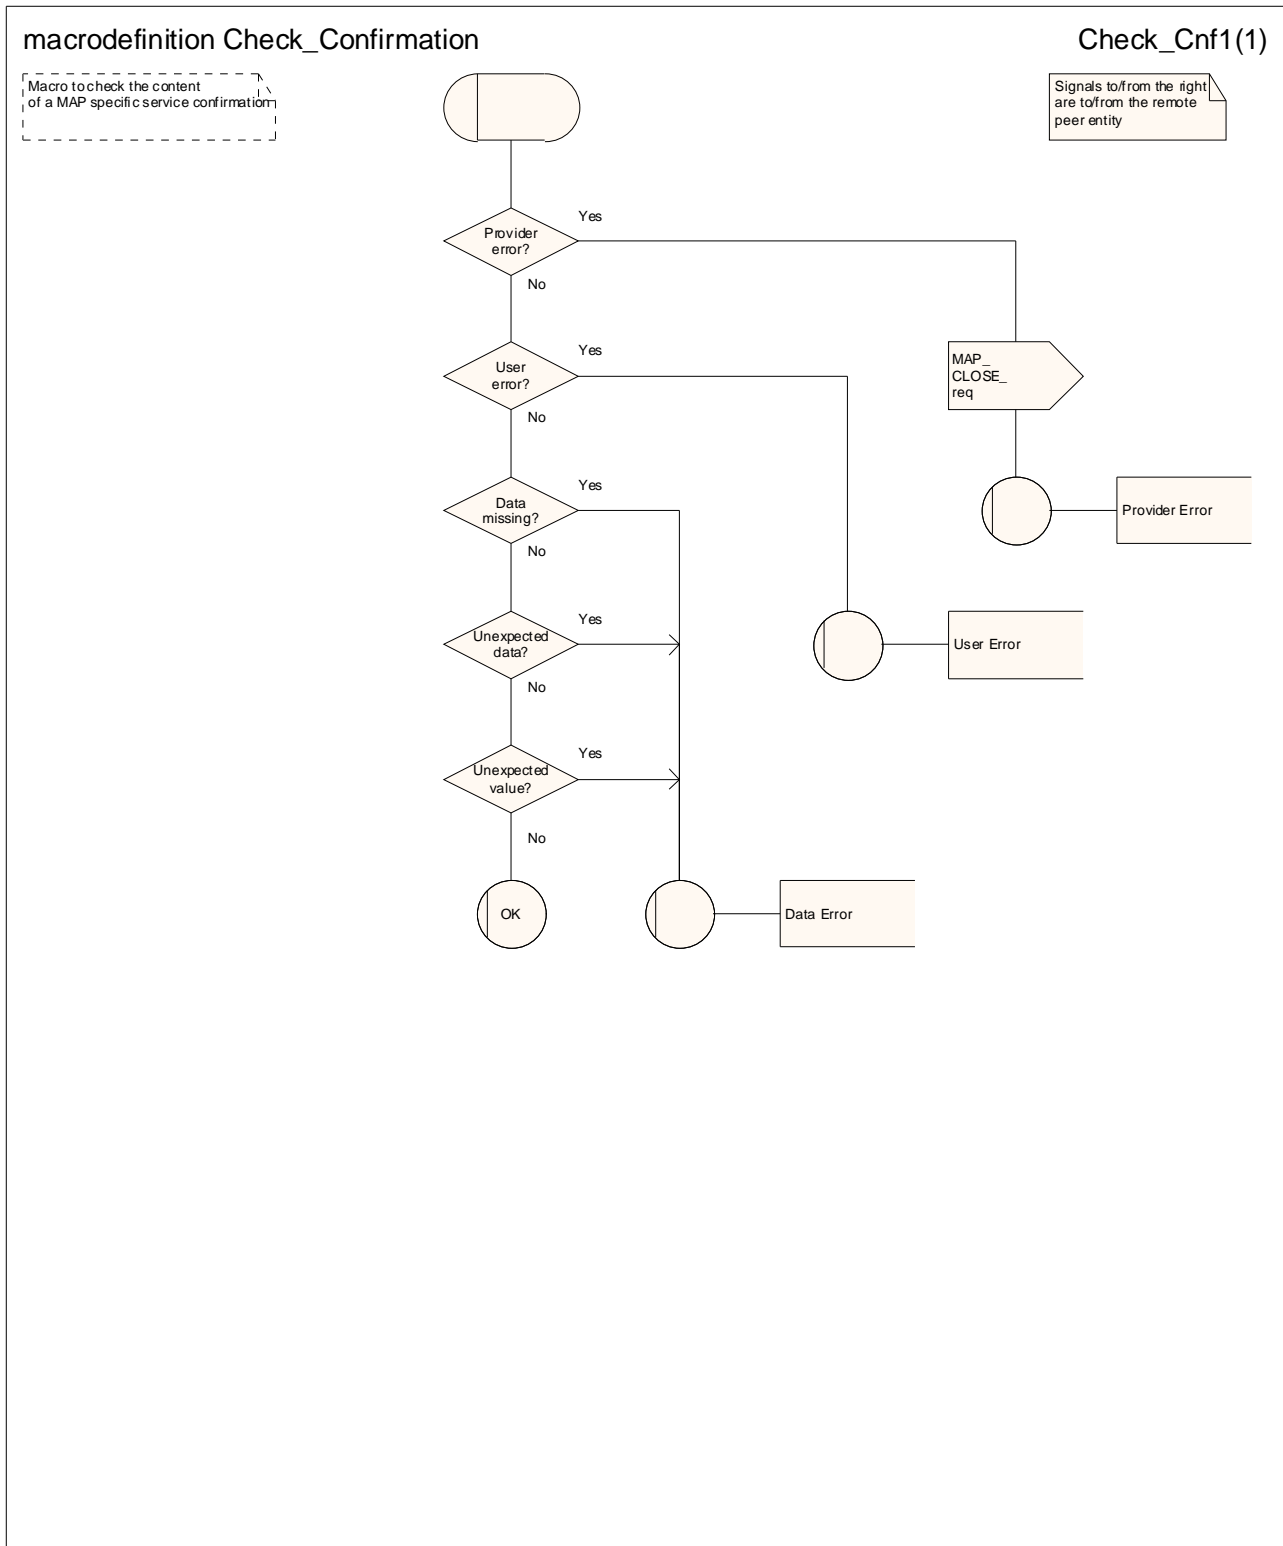 macrodefinition Check_Confirmation
Check_Cnf1(1)
Macro to check the content
of a MAP specific service confirmation
Signals to/from the right
are to/from the remote
peer entity
Yes
Provider
error?
No
Yes
User
error?
No
MAP_
CLOSE_
req
Yes
Data
missing?
No
Provider Error
Yes
Unexpected
data?
No
User Error
Yes
Unexpected
value?
No
OK
Data Error